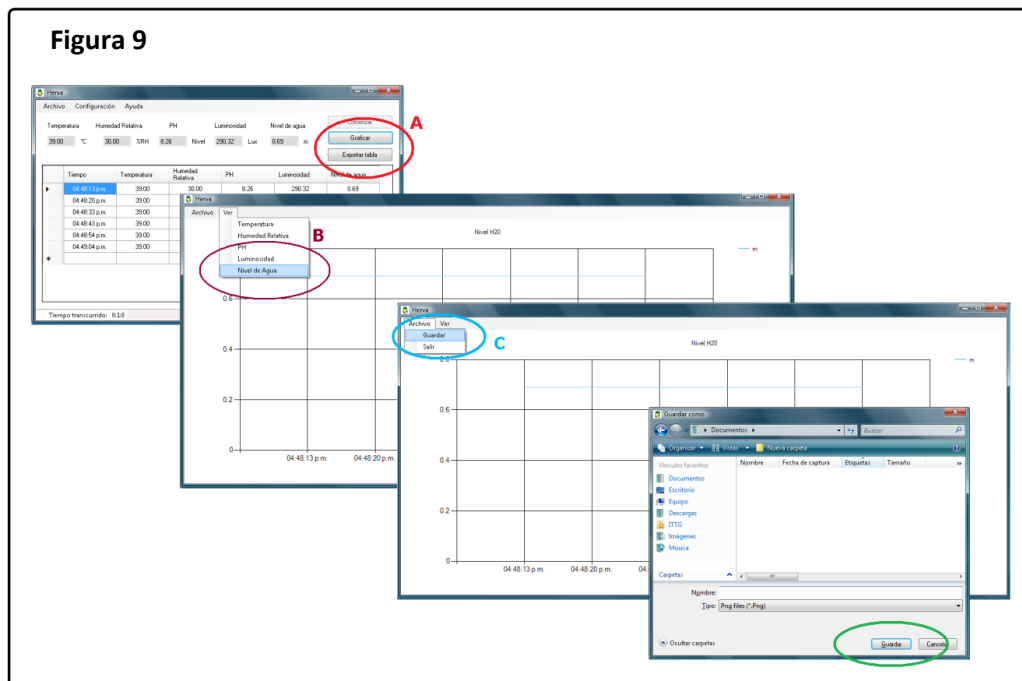 Figura 9
Herva
Archivo Configuración Ayuda
A
Temperatura Humedad Relativa PH Luminosidad Nivel de agua
39.00 °C 30.00 %RH 8.26 Nivel 290.32 Lux 0.69 m
Graficar
Exportar tabla
Tiempo Temperatura Humedad Relativa PH Luminosidad Nivel de agua
04:48:13 p.m. 39.00 30.00 8.26 290.32 0.69
04:48:20 p.m. 39.00
04:48:33 p.m. 39.00
04:48:43 p.m. 39.00
04:48:54 p.m. 39.00
04:49:04 p.m. 39.00
Tiempo transcurrido: 0:1:0
Herva
Archivo Ver
Temperatura
Humedad Relativa
PH
Luminosidad
Nivel de Agua
B
Nivel H20
m
0.6
0.4
0.2
0
04:48:13 p.m. 04:48:20 p.m.
Herva
Archivo Ver
Guardar
Salir
C
Nivel H20
m
0.8
0.6
0.4
0.2
0
04:48:13 p.m. 04:48:20 p.m. 04:
Guardar como
Documentos
Buscar
Organizar Vistas Nueva carpeta
Vínculos favoritos
Nombre Fecha de captura Etiquetas Tamaño
Documentos
Escritorio
Equipo
Descargas
ITTG
Imágenes
Música
Carpetas
Nombre:
Tipo: Png files (*.Png)
Ocultar carpetas
Guardar Cancelar